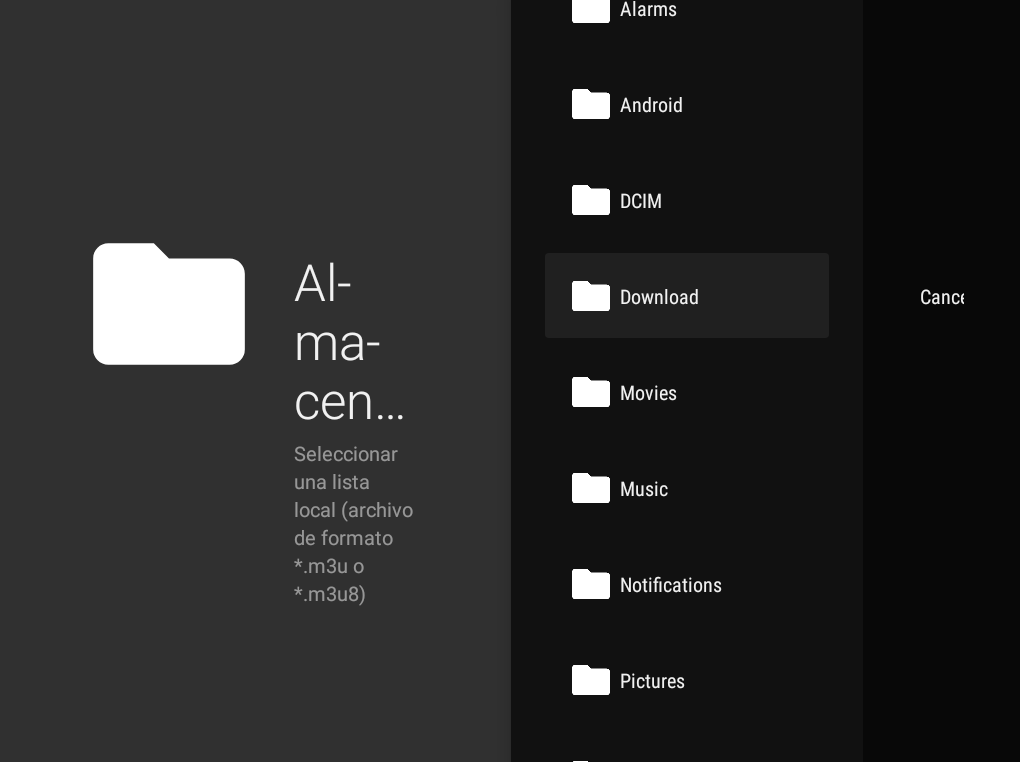 Al-
ma-
cen…
Seleccionar
una lista
local (archivo
de formato
*.m3u o
*.m3u8)
Alarms
Android
DCIM
Download
Movies
Music
Notifications
Pictures
Cance